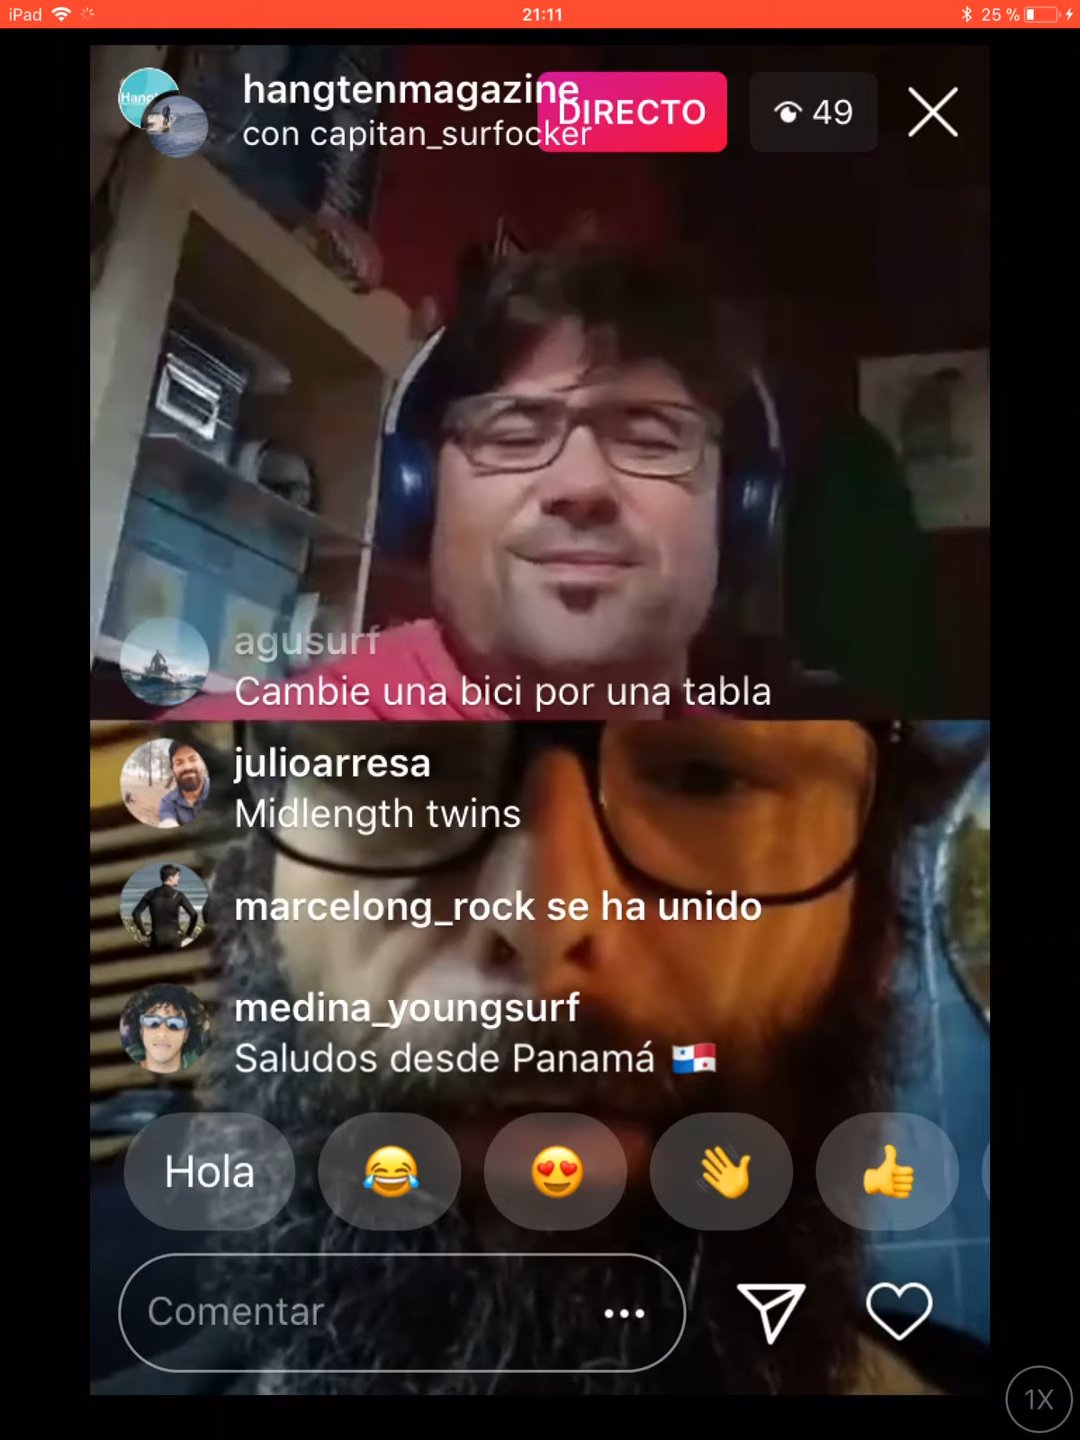 iPad 21:11 25 %
hangtenmagazine
con capitan_surfocker
DIRECTO
49
agusurf
Cambie una bici por una tabla
julioarresa
Midlength twins
marcelong_rock se ha unido
medina_youngsurf
Saludos desde Panamá 🇵🇦
Hola 😂 😍 👋 👍
Comentar
1X